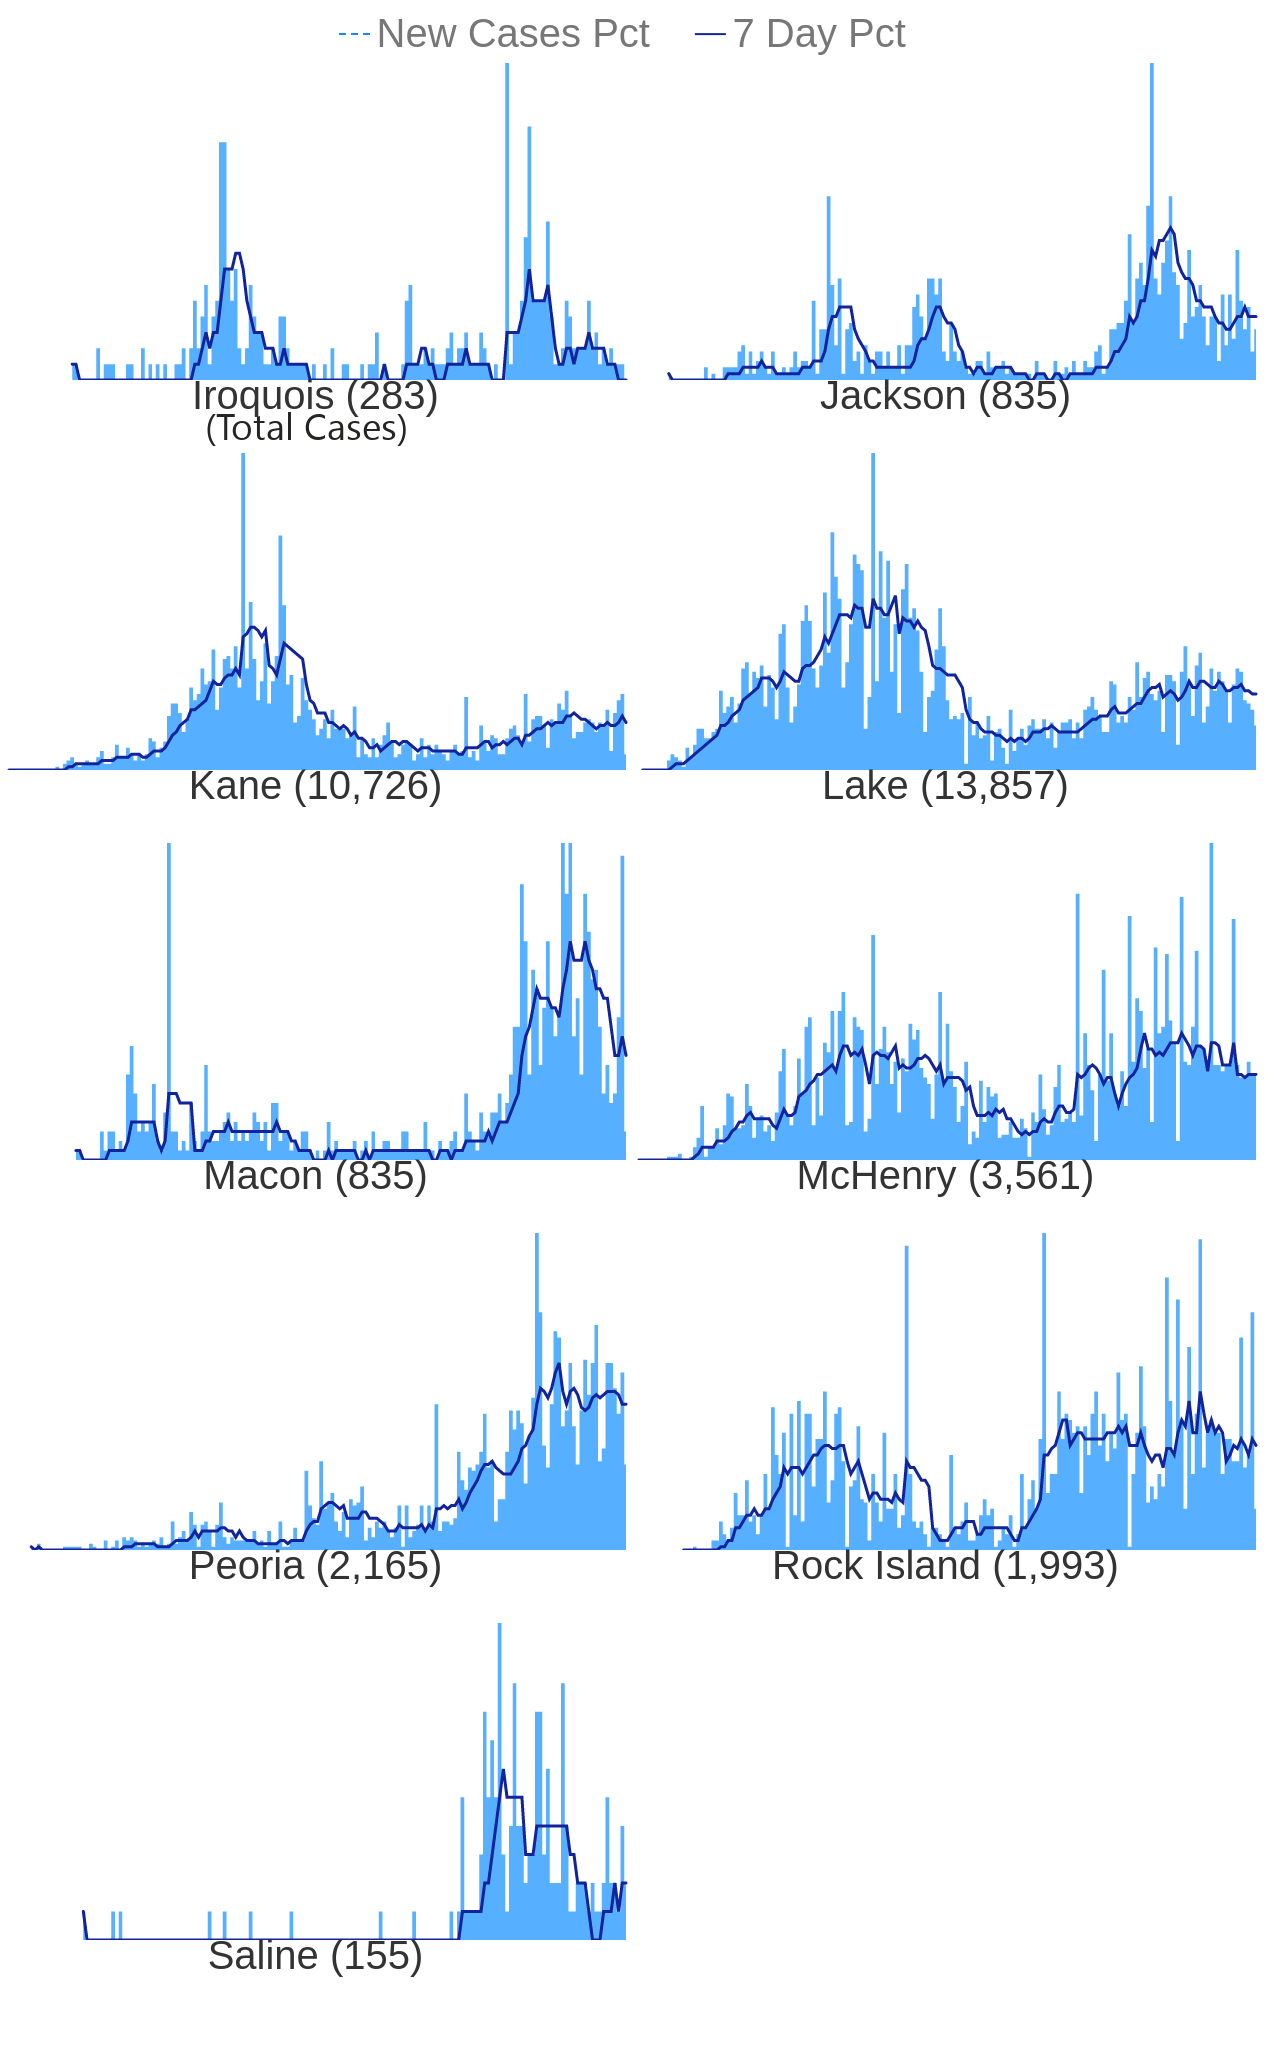 New Cases Pct 7 Day Pct
Iroquois (283) Jackson (835)
(Total Cases)
Kane (10,726) Lake (13,857)
Macon (835) McHenry (3,561)
Peoria (2,165) Rock Island (1,993)
Saline (155)